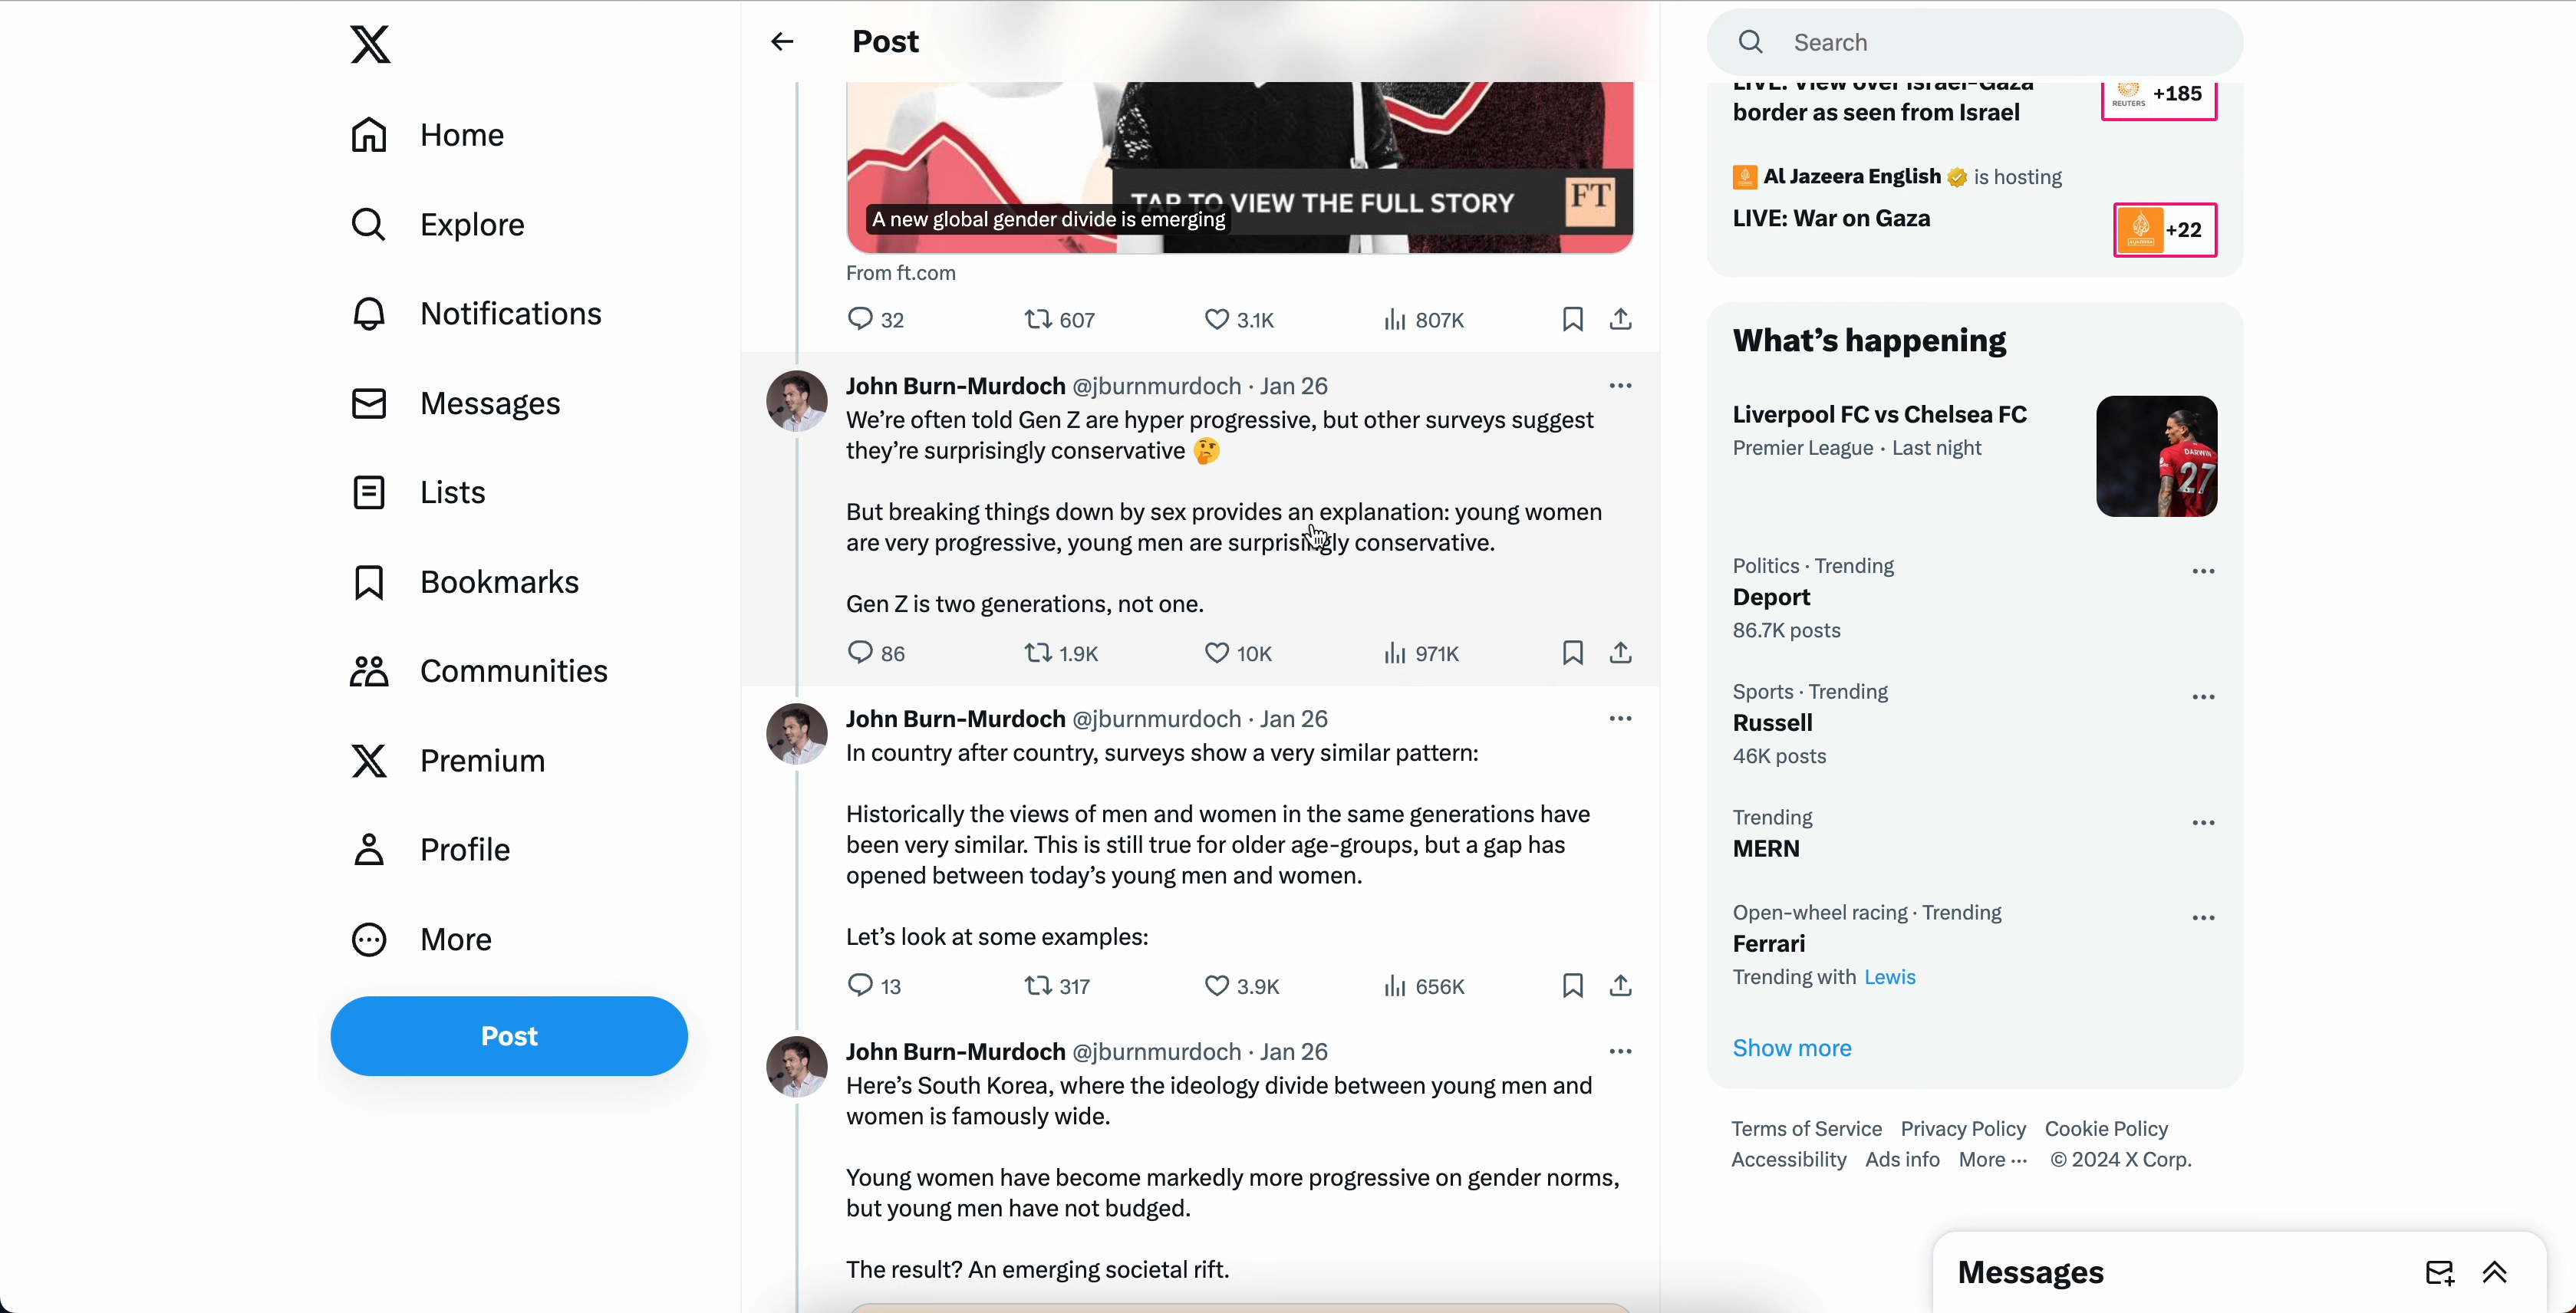 Home
Explore
Notifications
Messages
Lists
Bookmarks
Communities
Premium
Profile
More
Post
Post
TAP TO VIEW THE FULL STORY
FT
A new global gender divide is emerging
From ft.com
32 607 3.1K 807K
John Burn-Murdoch @jburnmurdoch · Jan 26
We're often told Gen Z are hyper progressive, but other surveys suggest
they're surprisingly conservative 🤔
But breaking things down by sex provides an explanation: young women
are very progressive, young men are surprisingly conservative.
Gen Z is two generations, not one.
86 1.9K 10K 971K
John Burn-Murdoch @jburnmurdoch · Jan 26
In country after country, surveys show a very similar pattern:
Historically the views of men and women in the same generations have
been very similar. This is still true for older age-groups, but a gap has
opened between today's young men and women.
Let's look at some examples:
13 317 3.9K 656K
John Burn-Murdoch @jburnmurdoch · Jan 26
Here's South Korea, where the ideology divide between young men and
women is famously wide.
Young women have become markedly more progressive on gender norms,
but young men have not budged.
The result? An emerging societal rift.
Search
LIVE: View over Israel-Gaza
border as seen from Israel
REUTERS +185
Al Jazeera English is hosting
LIVE: War on Gaza
+22
What's happening
Liverpool FC vs Chelsea FC
Premier League · Last night
DARWIN
27
Politics · Trending
Deport
86.7K posts
Sports · Trending
Russell
46K posts
Trending
MERN
Open-wheel racing · Trending
Ferrari
Trending with Lewis
Show more
Terms of Service Privacy Policy Cookie Policy
Accessibility Ads info More ··· © 2024 X Corp.
Messages